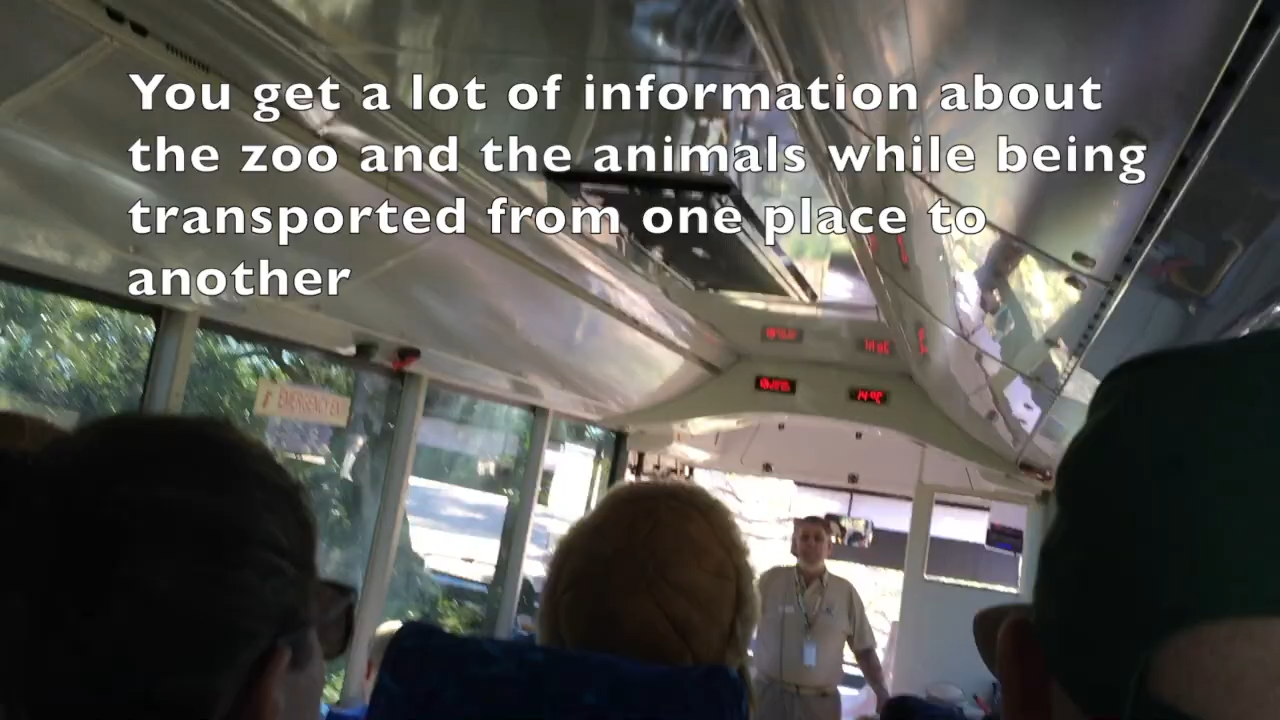 You get a lot of information about
the zoo and the animals while being
transported from one place to
another
EMERGENCY EXIT